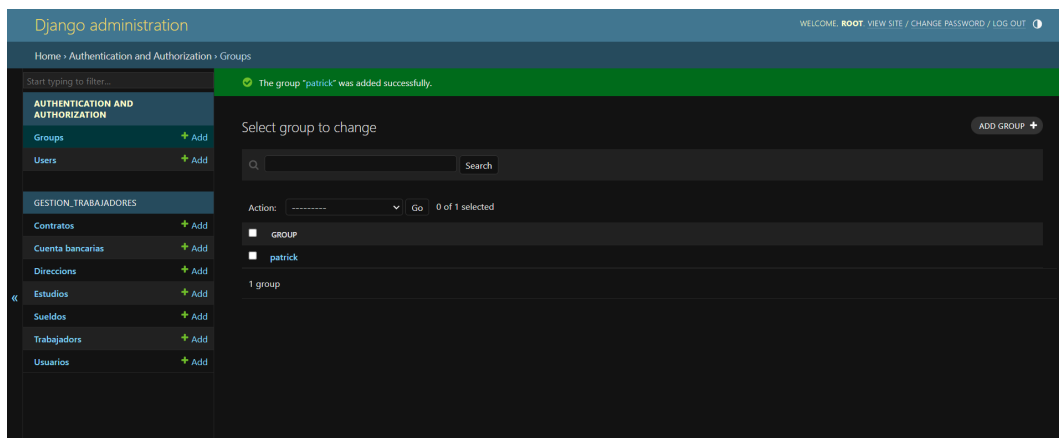 Django administration
WELCOME, ROOT. VIEW SITE / CHANGE PASSWORD / LOG OUT
Home › Authentication and Authorization › Groups
Start typing to filter...
AUTHENTICATION AND
AUTHORIZATION
Groups + Add
Users + Add
GESTION_TRABAJADORES
Contratos + Add
Cuenta bancarias + Add
Direccions + Add
Estudios + Add
Sueldos + Add
Trabajadors + Add
Usuarios + Add
«
The group “patrick” was added successfully.
Select group to change
ADD GROUP +
Search
Action: --------- Go 0 of 1 selected
GROUP
patrick
1 group